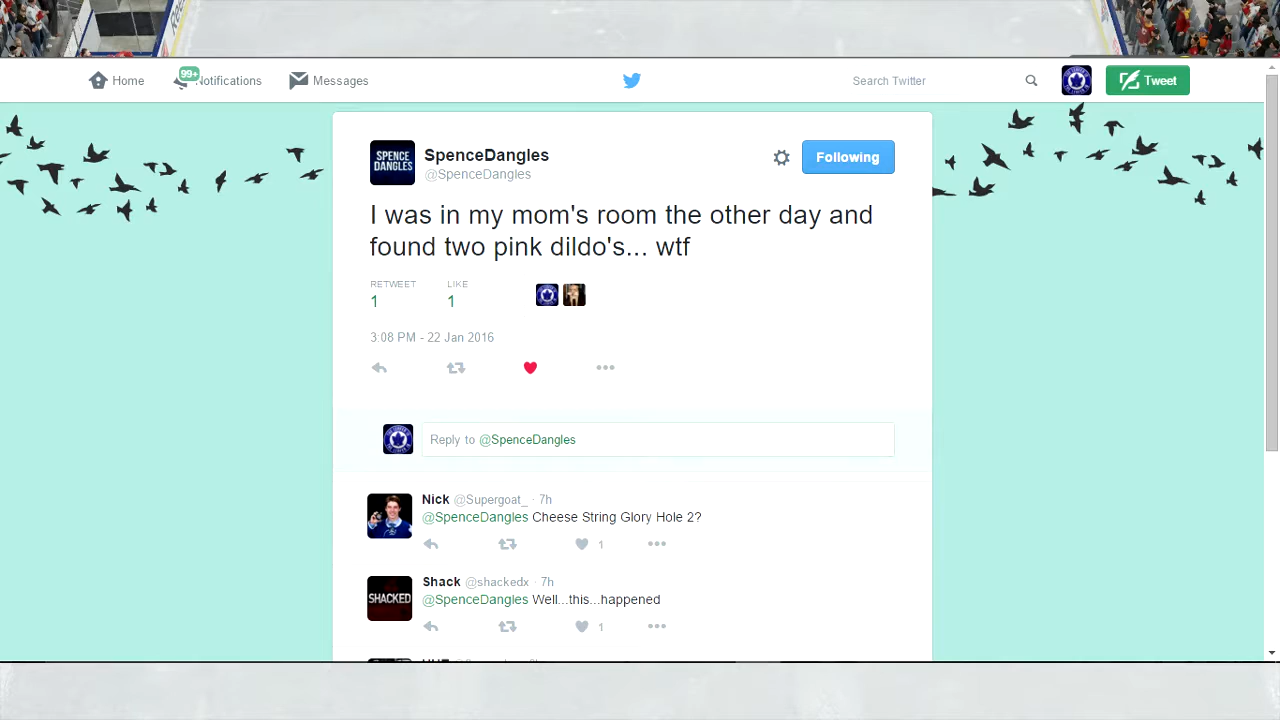 Home
99+
Notifications
Messages
Search Twitter
Tweet
SPENCE
DANGLES
SpenceDangles
@SpenceDangles
Following
I was in my mom's room the other day and
found two pink dildo's... wtf
RETWEET
1
LIKE
1
3:08 PM - 22 Jan 2016
Reply to @SpenceDangles
Nick @Supergoat_ · 7h
@SpenceDangles Cheese String Glory Hole 2?
1
SHACKED
Shack @shackedx · 7h
@SpenceDangles Well...this...happened
1